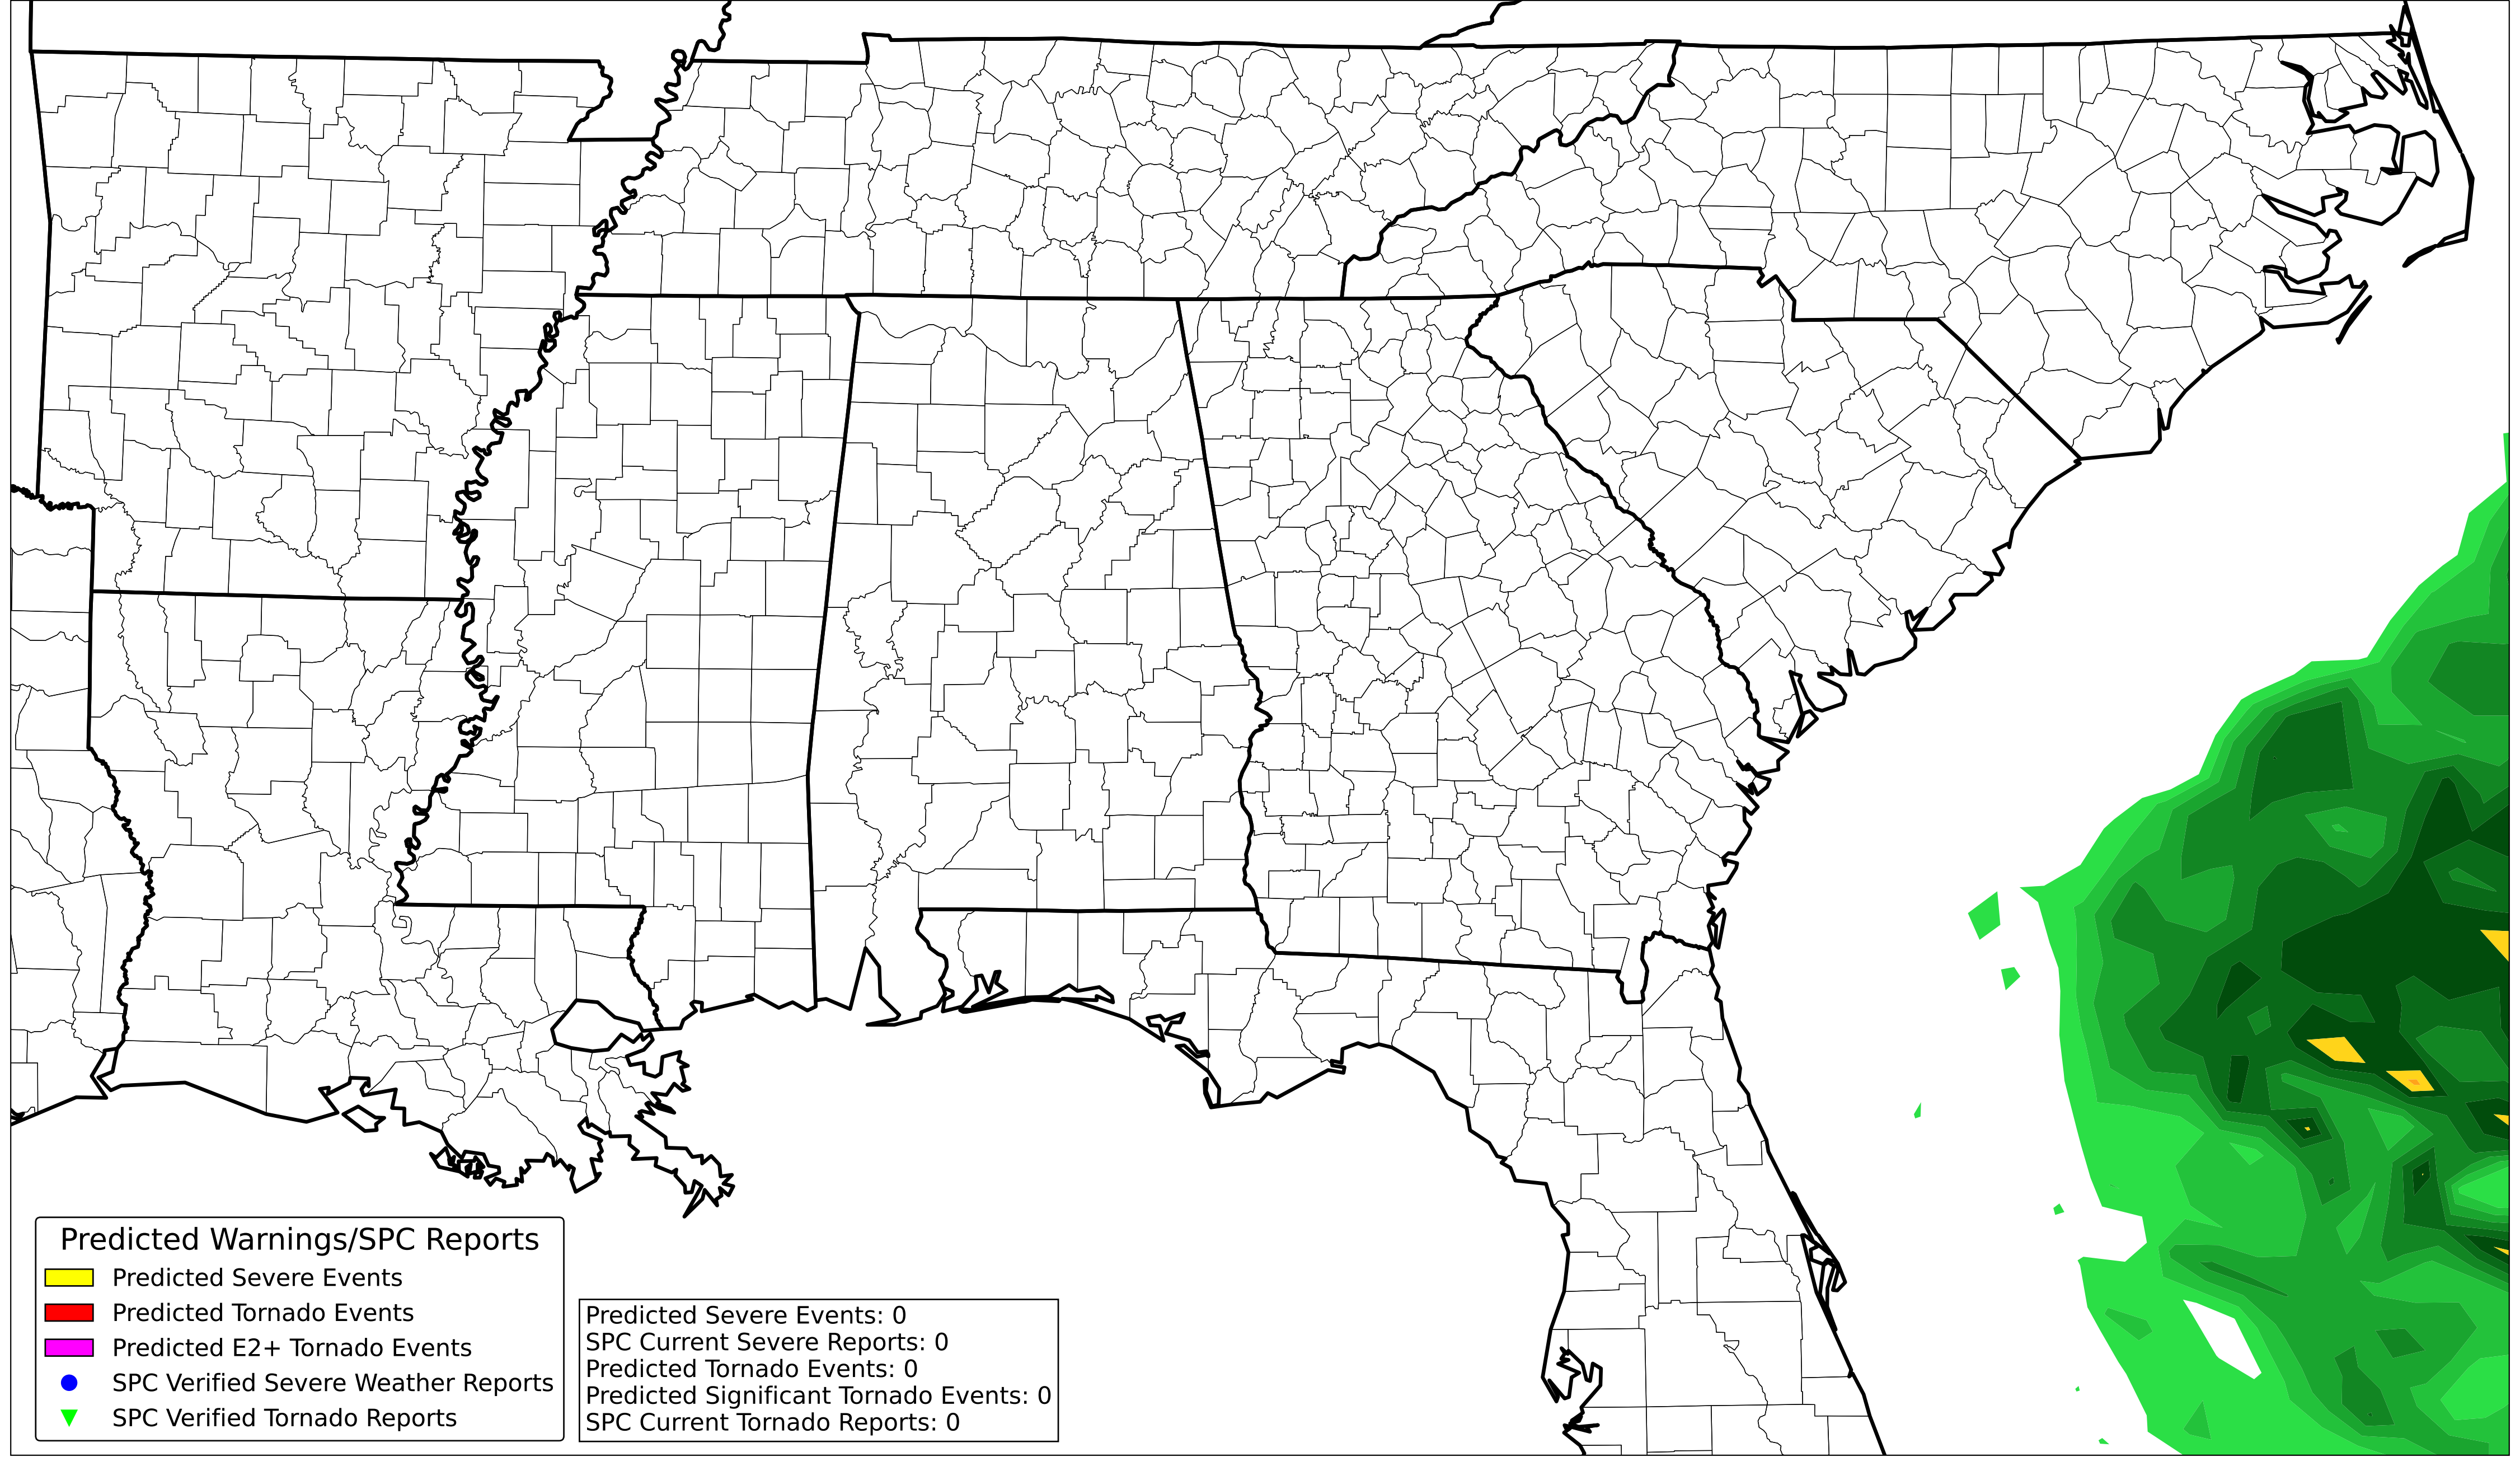 Predicted Warnings/SPC Reports
Predicted Severe Events
Predicted Tornado Events
Predicted E2+ Tornado Events
SPC Verified Severe Weather Reports
SPC Verified Tornado Reports
Predicted Severe Events: 0
SPC Current Severe Reports: 0
Predicted Tornado Events: 0
Predicted Significant Tornado Events: 0
SPC Current Tornado Reports: 0